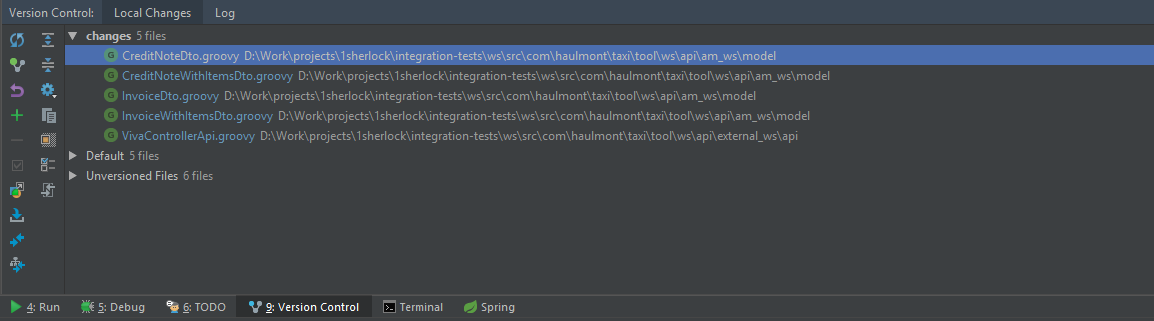 Version Control: Local Changes Log
changes 5 files
CreditNoteDto.groovy D:\Work\projects\1sherlock\integration-tests\ws\src\com\haulmont\taxi\tool\ws\api\am_ws\model
CreditNoteWithItemsDto.groovy D:\Work\projects\1sherlock\integration-tests\ws\src\com\haulmont\taxi\tool\ws\api\am_ws\model
InvoiceDto.groovy D:\Work\projects\1sherlock\integration-tests\ws\src\com\haulmont\taxi\tool\ws\api\am_ws\model
InvoiceWithItemsDto.groovy D:\Work\projects\1sherlock\integration-tests\ws\src\com\haulmont\taxi\tool\ws\api\am_ws\model
VivaControllerApi.groovy D:\Work\projects\1sherlock\integration-tests\ws\src\com\haulmont\taxi\tool\ws\api\external_ws\api
Default 5 files
Unversioned Files 6 files
4: Run 5: Debug 6: TODO 9: Version Control Terminal Spring